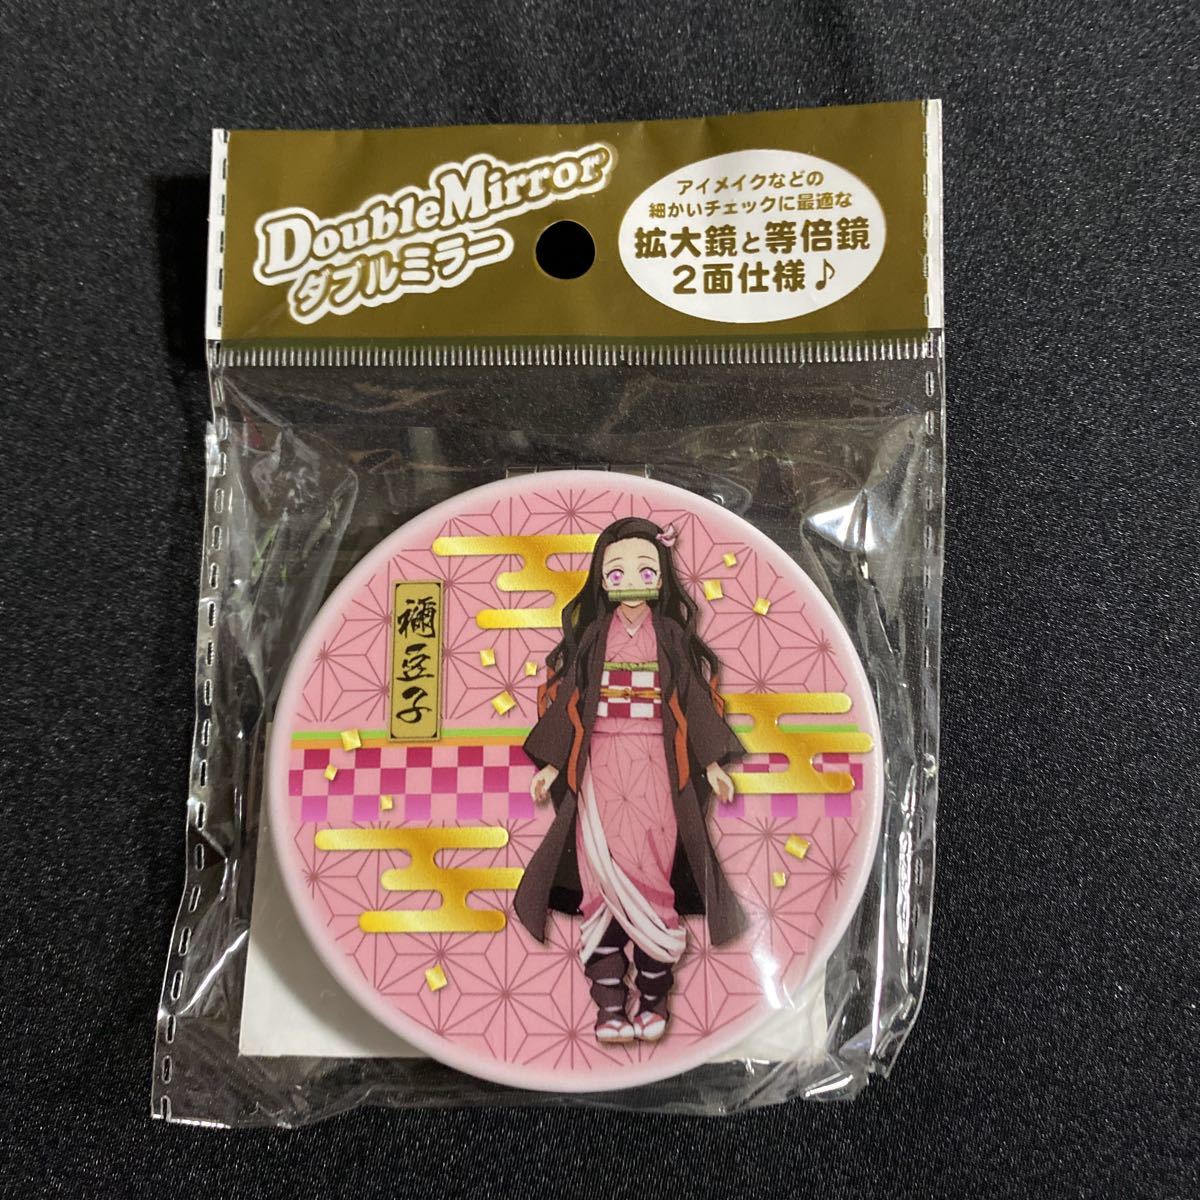 DoubleMirror
ダブルミラー
アイメイクなどの
細かいチェックに最適な
拡大鏡と等倍鏡
2面仕様♪
禰豆子